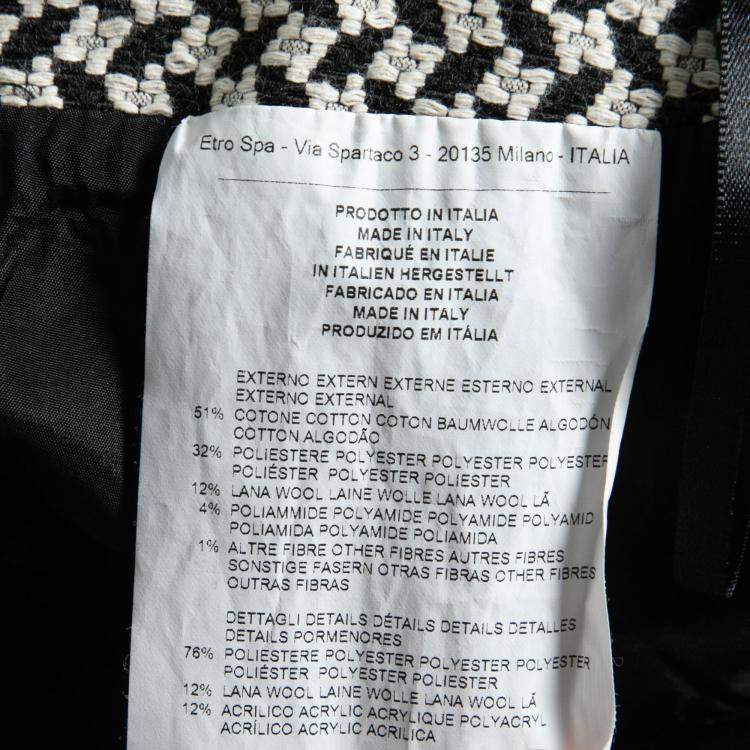 Etro Spa - Via Spartaco 3 - 20135 Milano - ITALIA
PRODOTTO IN ITALIA
MADE IN ITALY
FABRIQUÉ EN ITALIE
IN ITALIEN HERGESTELLT
FABRICADO EN ITALIA
MADE IN ITALY
PRODUZIDO EM ITÁLIA
EXTERNO EXTERN EXTERNE ESTERNO EXTERNAL
EXTERNO EXTERNAL
51% COTONE COTTON COTON BAUMWOLLE ALGODÓN
COTTON ALGODÃO
32% POLIESTERE POLYESTER POLYESTER POLYESTER
POLIÉSTER POLYESTER POLIESTER
12% LANA WOOL LAINE WOLLE LANA WOOL LÃ
4% POLIAMMIDE POLYAMIDE POLYAMIDE POLYAMID
POLIAMIDA POLYAMIDE POLIAMIDA
1% ALTRE FIBRE OTHER FIBRES AUTRES FIBRES
SONSTIGE FASERN OTRAS FIBRAS OTHER FIBRES
OUTRAS FIBRAS
DETTAGLI DETAILS DÉTAILS DETAILS DETALLES
DETAILS PORMENORES
76% POLIESTERE POLYESTER POLYESTER POLYESTER
POLIÉSTER POLYESTER POLIESTER
12% LANA WOOL LAINE WOLLE LANA WOOL LÃ
12% ACRILICO ACRYLIC ACRYLIQUE POLYACRYL
ACRÍLICO ACRYLIC ACRILICA